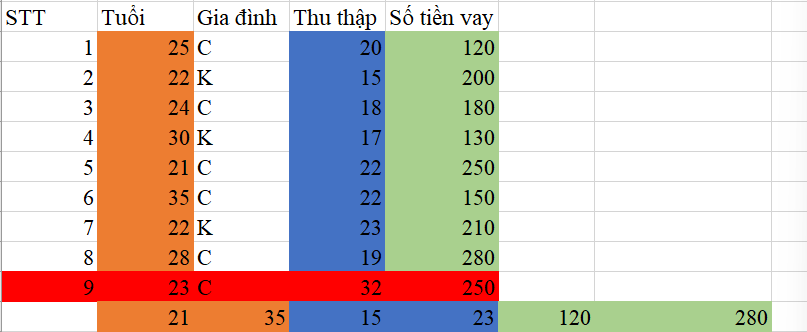 STT Tuổi Gia đình Thu thập Số tiền vay
1 25 C 20 120
2 22 K 15 200
3 24 C 18 180
4 30 K 17 130
5 21 C 22 250
6 35 C 22 150
7 22 K 23 210
8 28 C 19 280
9 23 C 32 250
21 35 15 23 120 280